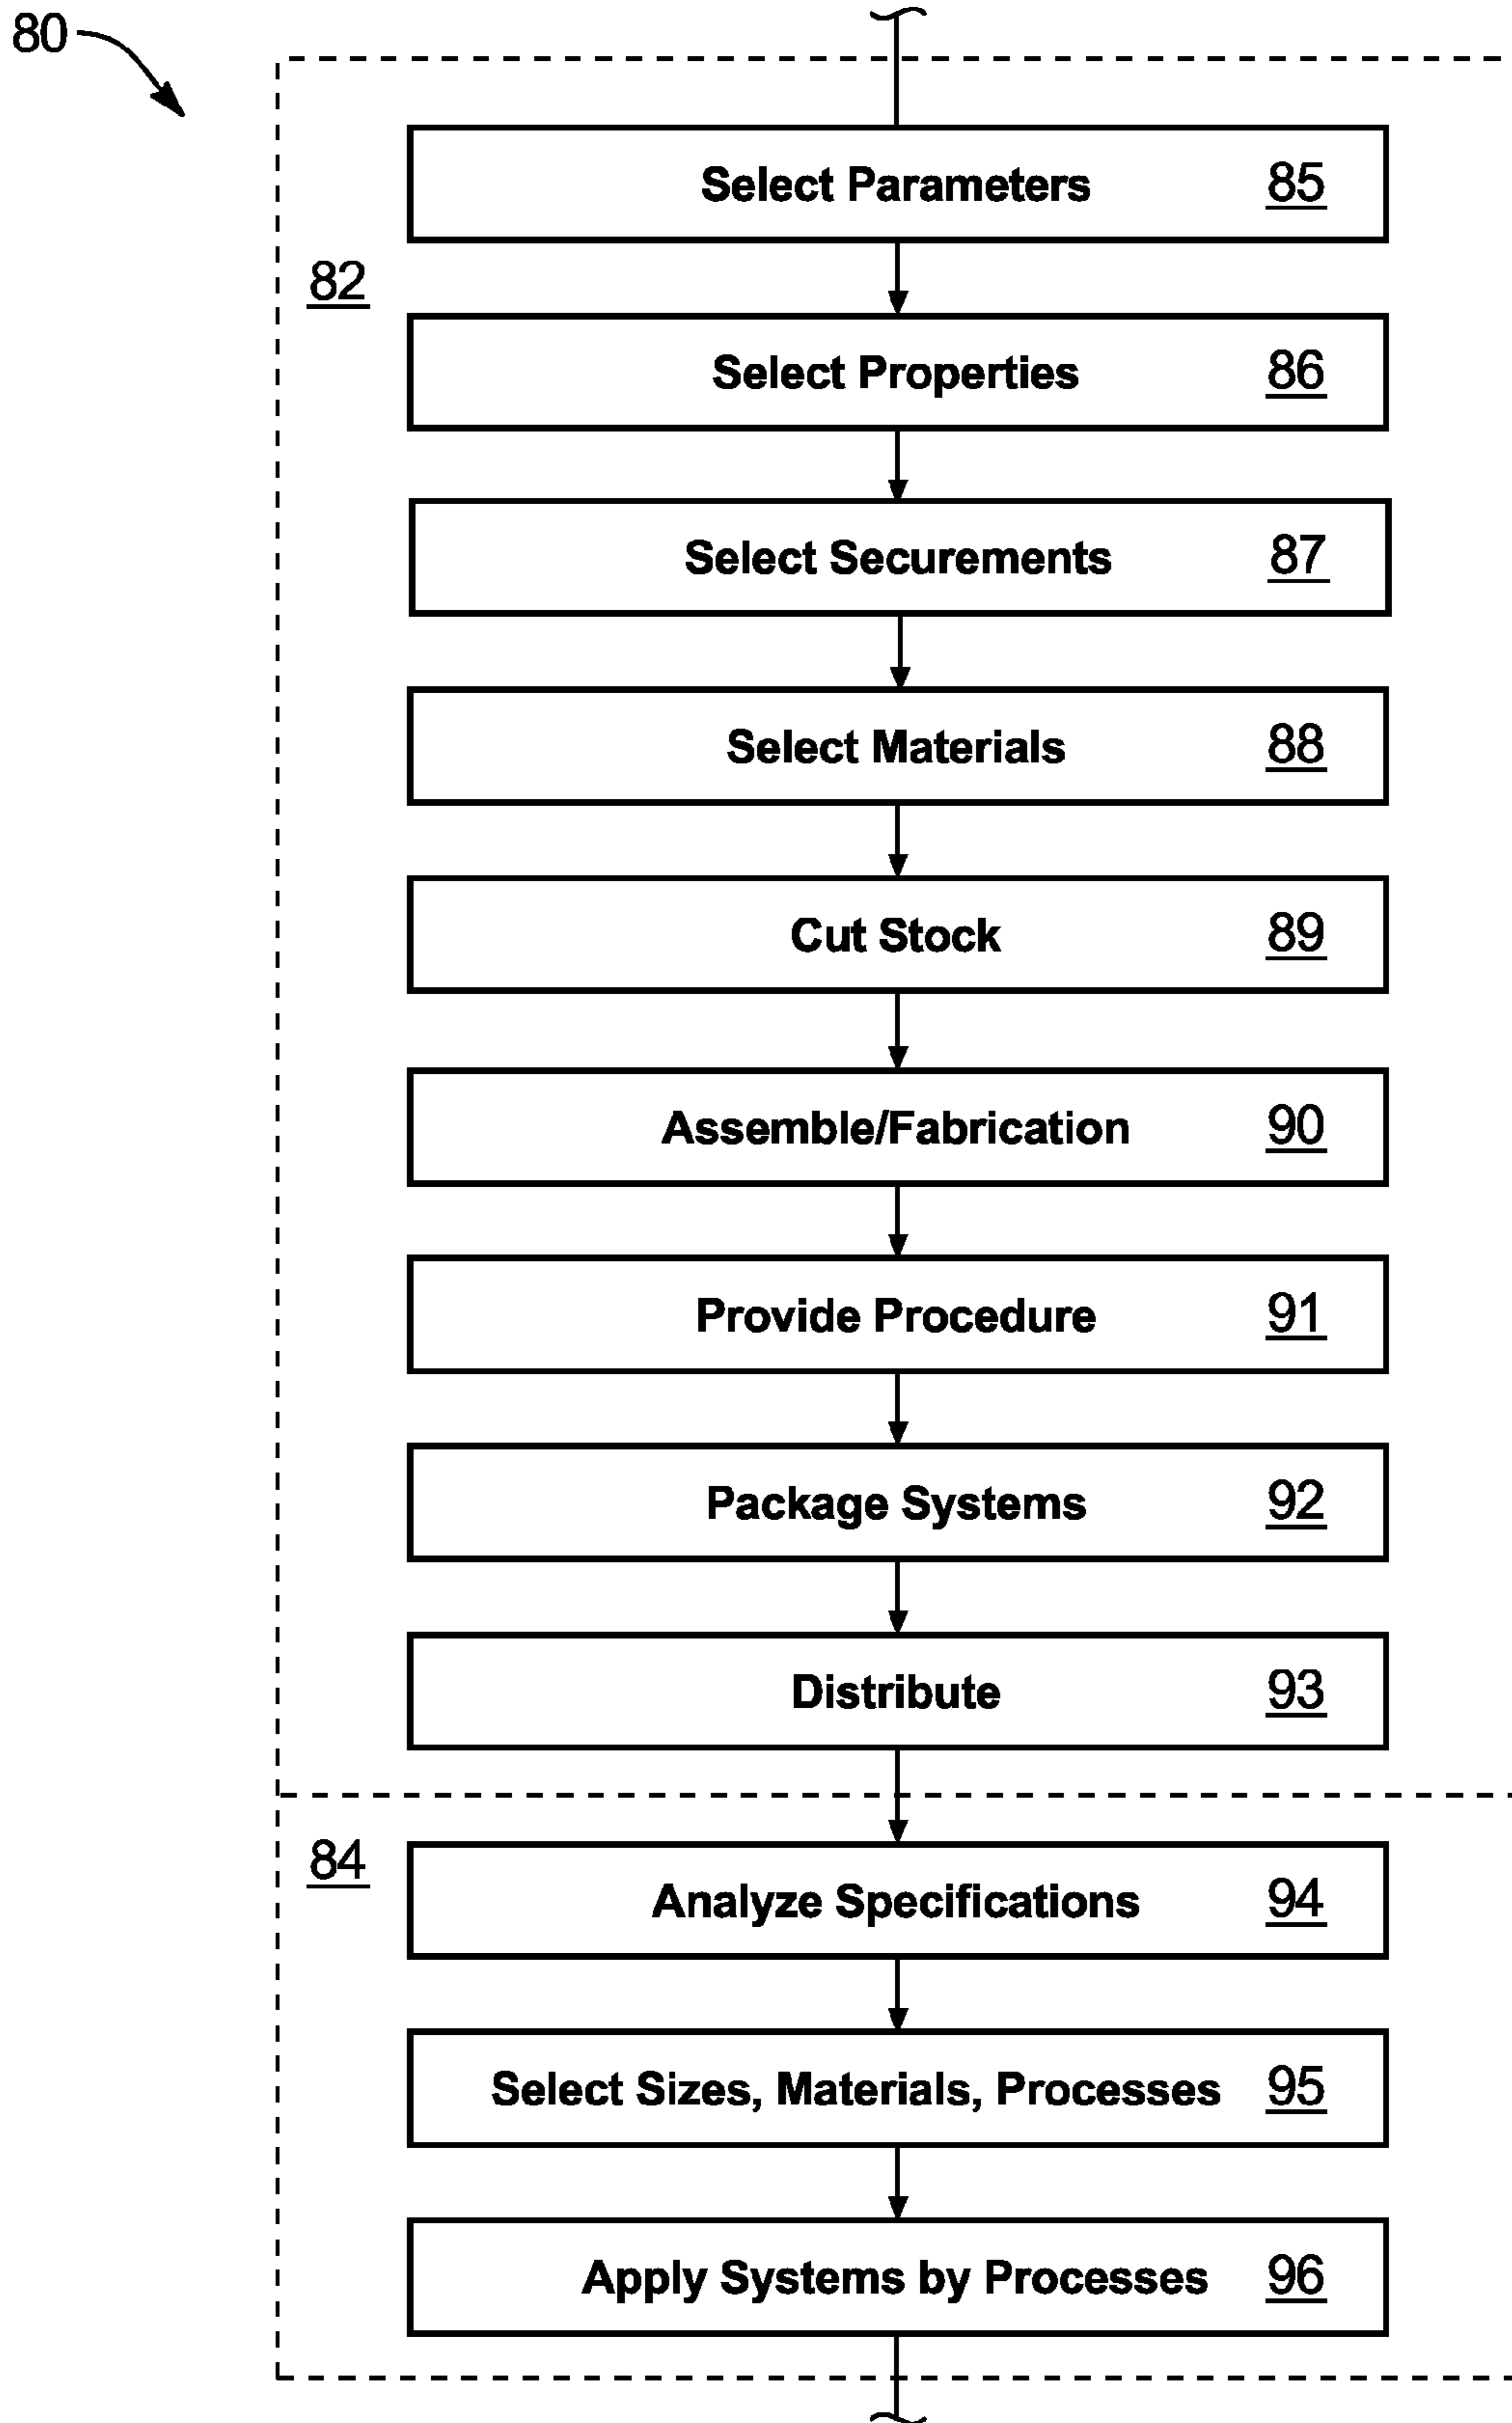 80
Select Parameters 85
82
Select Properties 86
Select Securements 87
Select Materials 88
Cut Stock 89
Assemble/Fabrication 90
Provide Procedure 91
Package Systems 92
Distribute 93
84
Analyze Specifications 94
Select Sizes, Materials, Processes 95
Apply Systems by Processes 96